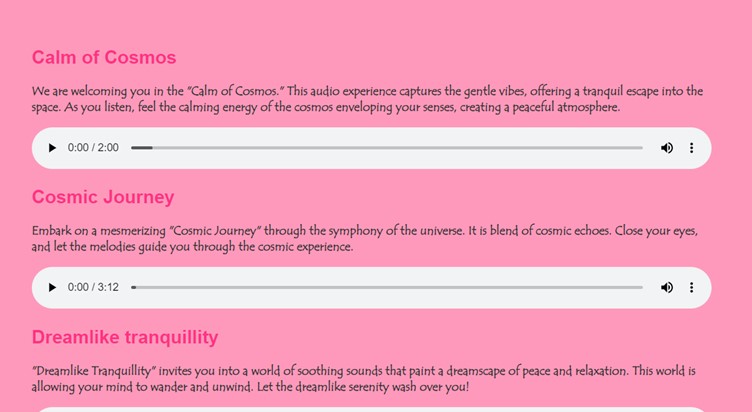 Calm of Cosmos
We are welcoming you in the "Calm of Cosmos." This audio experience captures the gentle vibes, offering a tranquil escape into the
space. As you listen, feel the calming energy of the cosmos enveloping your senses, creating a peaceful atmosphere.
0:00 / 2:00
Cosmic Journey
Embark on a mesmerizing "Cosmic Journey" through the symphony of the universe. It is blend of cosmic echoes. Close your eyes,
and let the melodies guide you through the cosmic experience.
0:00 / 3:12
Dreamlike tranquillity
"Dreamlike Tranquillity" invites you into a world of soothing sounds that paint a dreamscape of peace and relaxation. This world is
allowing your mind to wander and unwind. Let the dreamlike serenity wash over you!